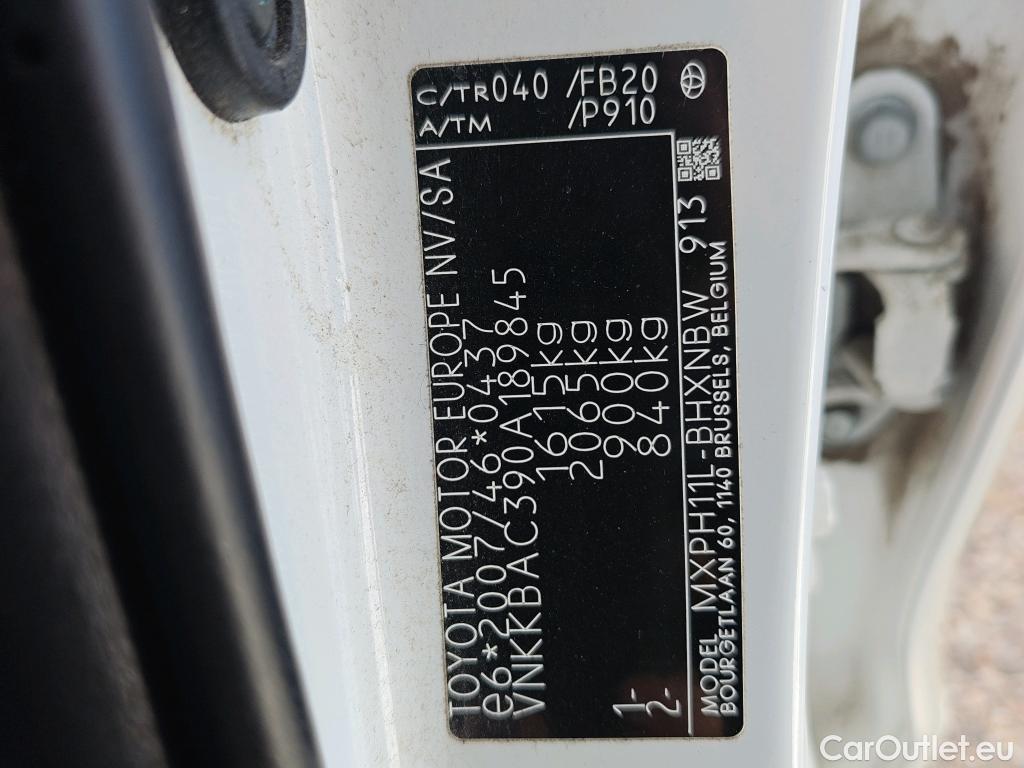 C/TR040 /FB20
A/TM /P910
TOYOTA MOTOR EUROPE NV/SA
e6*2007/46*0437
VNKKBAC390A189845
1615kg
2065kg
1- 900kg
2- 840kg
MODEL MXPH11L-BHXNBW 913
BOURGETLAAN 60, 1140 BRUSSELS, BELGIUM
CarOutlet.eu